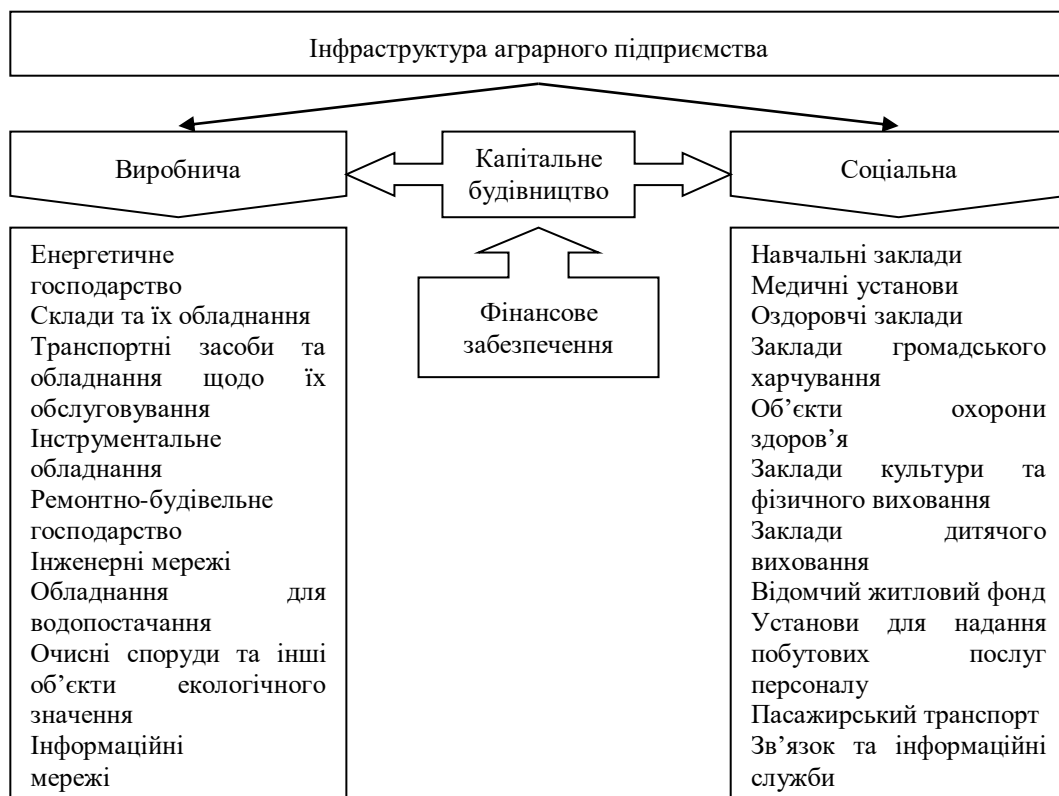 Інфраструктура аграрного підприємства
Виробнича
Капітальне
будівництво
Соціальна
Фінансове
забезпечення
Енергетичне
господарство
Склади та їх обладнання
Транспортні засоби та
обладнання щодо їх
обслуговування
Інструментальне
обладнання
Ремонтно-будівельне
господарство
Інженерні мережі
Обладнання для
водопостачання
Очисні споруди та інші
об’єкти екологічного
значення
Інформаційні
мережі
Навчальні заклади
Медичні установи
Оздоровчі заклади
Заклади громадського
харчування
Об’єкти охорони
здоров’я
Заклади культури та
фізичного виховання
Заклади дитячого
виховання
Відомчий житловий фонд
Установи для надання
побутових послуг
персоналу
Пасажирський транспорт
Зв’язок та інформаційні
служби